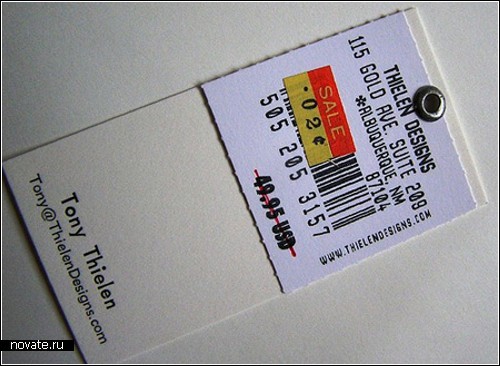 THIELEN DESIGNS
115 GOLD AVE. SUITE 209
*ALBUQUERQUE NM
87104
SALE
.02¢
505 205 3157
49.95 USD
WWW.THIELENDESIGNS.COM
Tony Thielen
Tony@ThielenDesigns.com
novate.ru